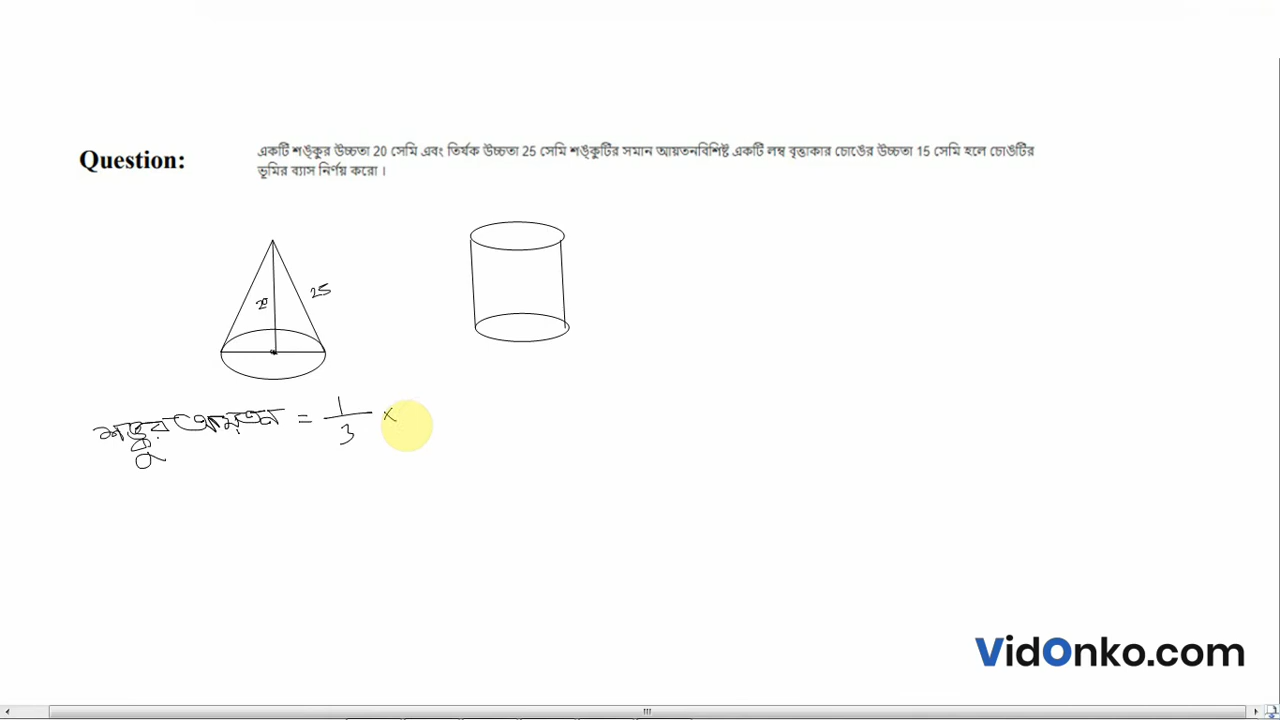 Question:
একটি শঙ্কুর উচ্চতা 20 সেমি এবং তির্যক উচ্চতা 25 সেমি শঙ্কুটির সমান আয়তনবিশিষ্ট একটি লম্ব বৃত্তাকার চোঙের উচ্চতা 15 সেমি হলে চোঙটির
ভূমির ব্যাস নির্ণয় করো ।
20
25
শঙ্কুর আয়তন = 1/3 ×
VidOnko.com